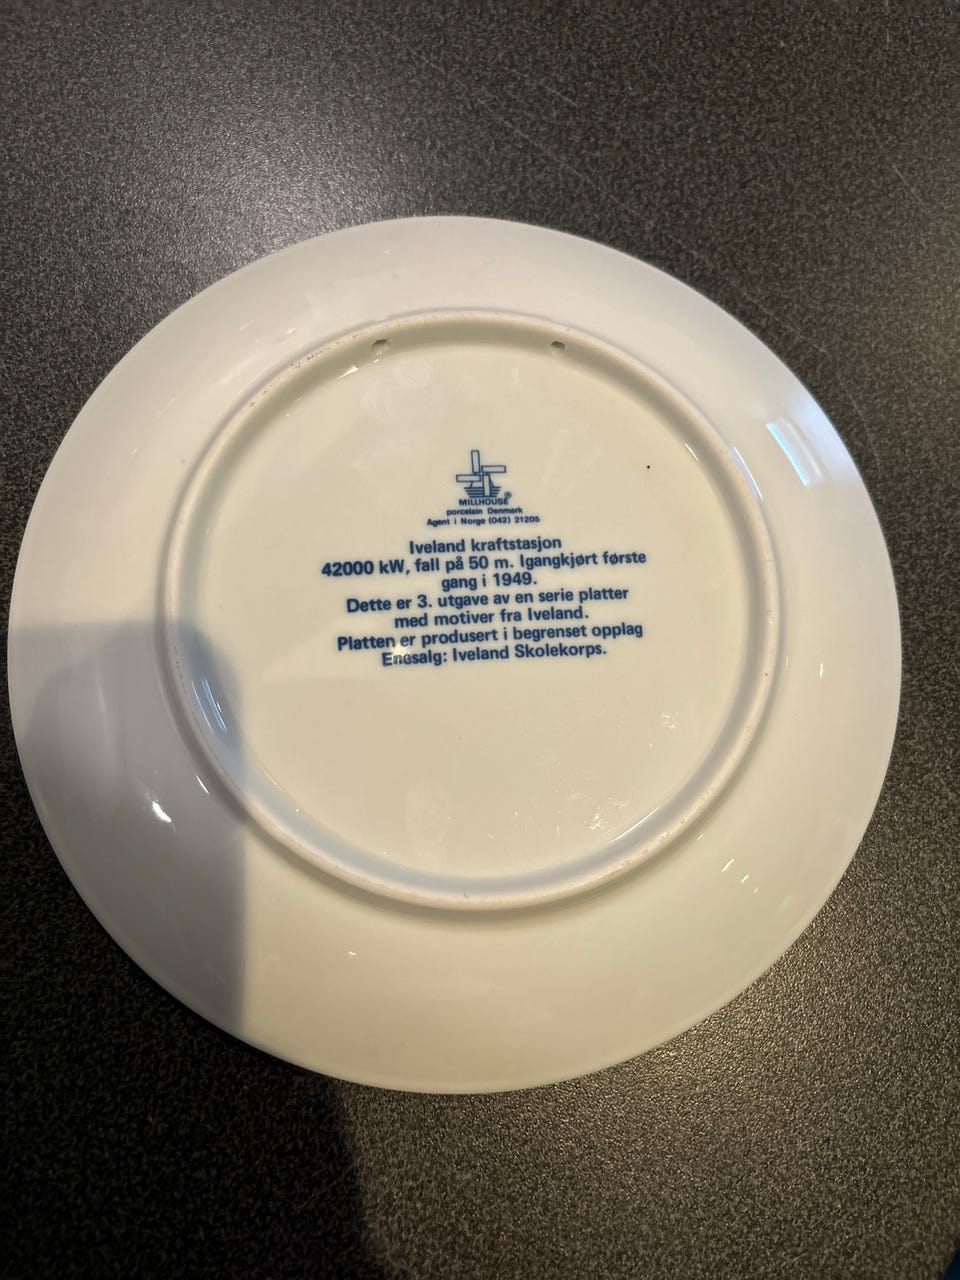 MILLHOUSE®
porcelain Denmark
Agent i Norge (042) 21205
Iveland kraftstasjon
42000 kW, fall på 50 m. Igangkjørt første
gang i 1949.
Dette er 3. utgave av en serie platter
med motiver fra Iveland.
Platten er produsert i begrenset opplag
Enesalg: Iveland Skolekorps.